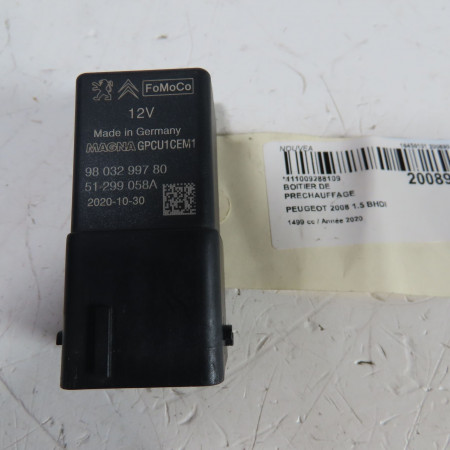 FoMoCo
12V
Made in Germany
MAGNA GPCU1CEM1
98 032 997 80
51-299 058A
2020-10-30
NOUVEA
*411009288109
BOITIER DE
PRECHAUFFAGE
20089
PEUGEOT 2008 1.5 BHDI
1499 cc / Année 2020